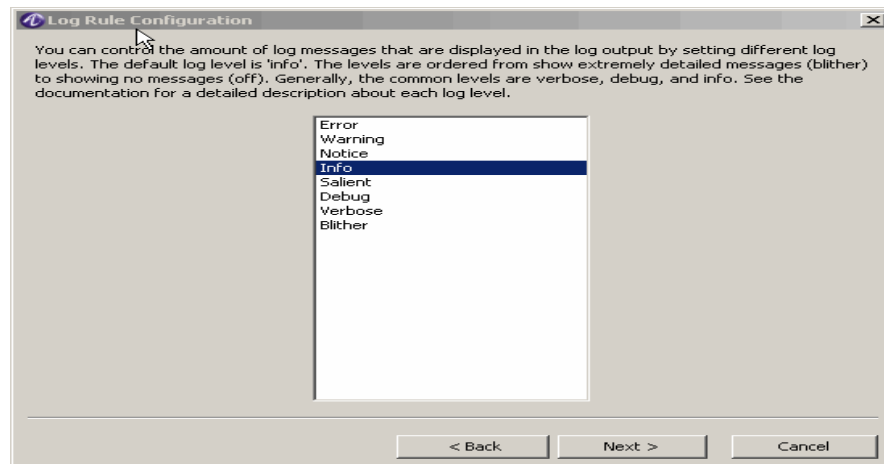 Log Rule Configuration
You can control the amount of log messages that are displayed in the log output by setting different log
levels. The default log level is 'info'. The levels are ordered from show extremely detailed messages (blither)
to showing no messages (off). Generally, the common levels are verbose, debug, and info. See the
documentation for a detailed description about each log level.
Error
Warning
Notice
Info
Salient
Debug
Verbose
Blither
< Back
Next >
Cancel